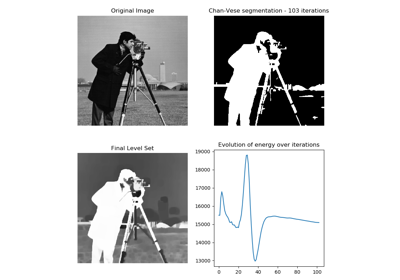 Original Image
Chan-Vese segmentation - 103 iterations
Final Level Set
Evolution of energy over iterations
19000
18000
17000
16000
15000
14000
13000
0 20 40 60 80 100